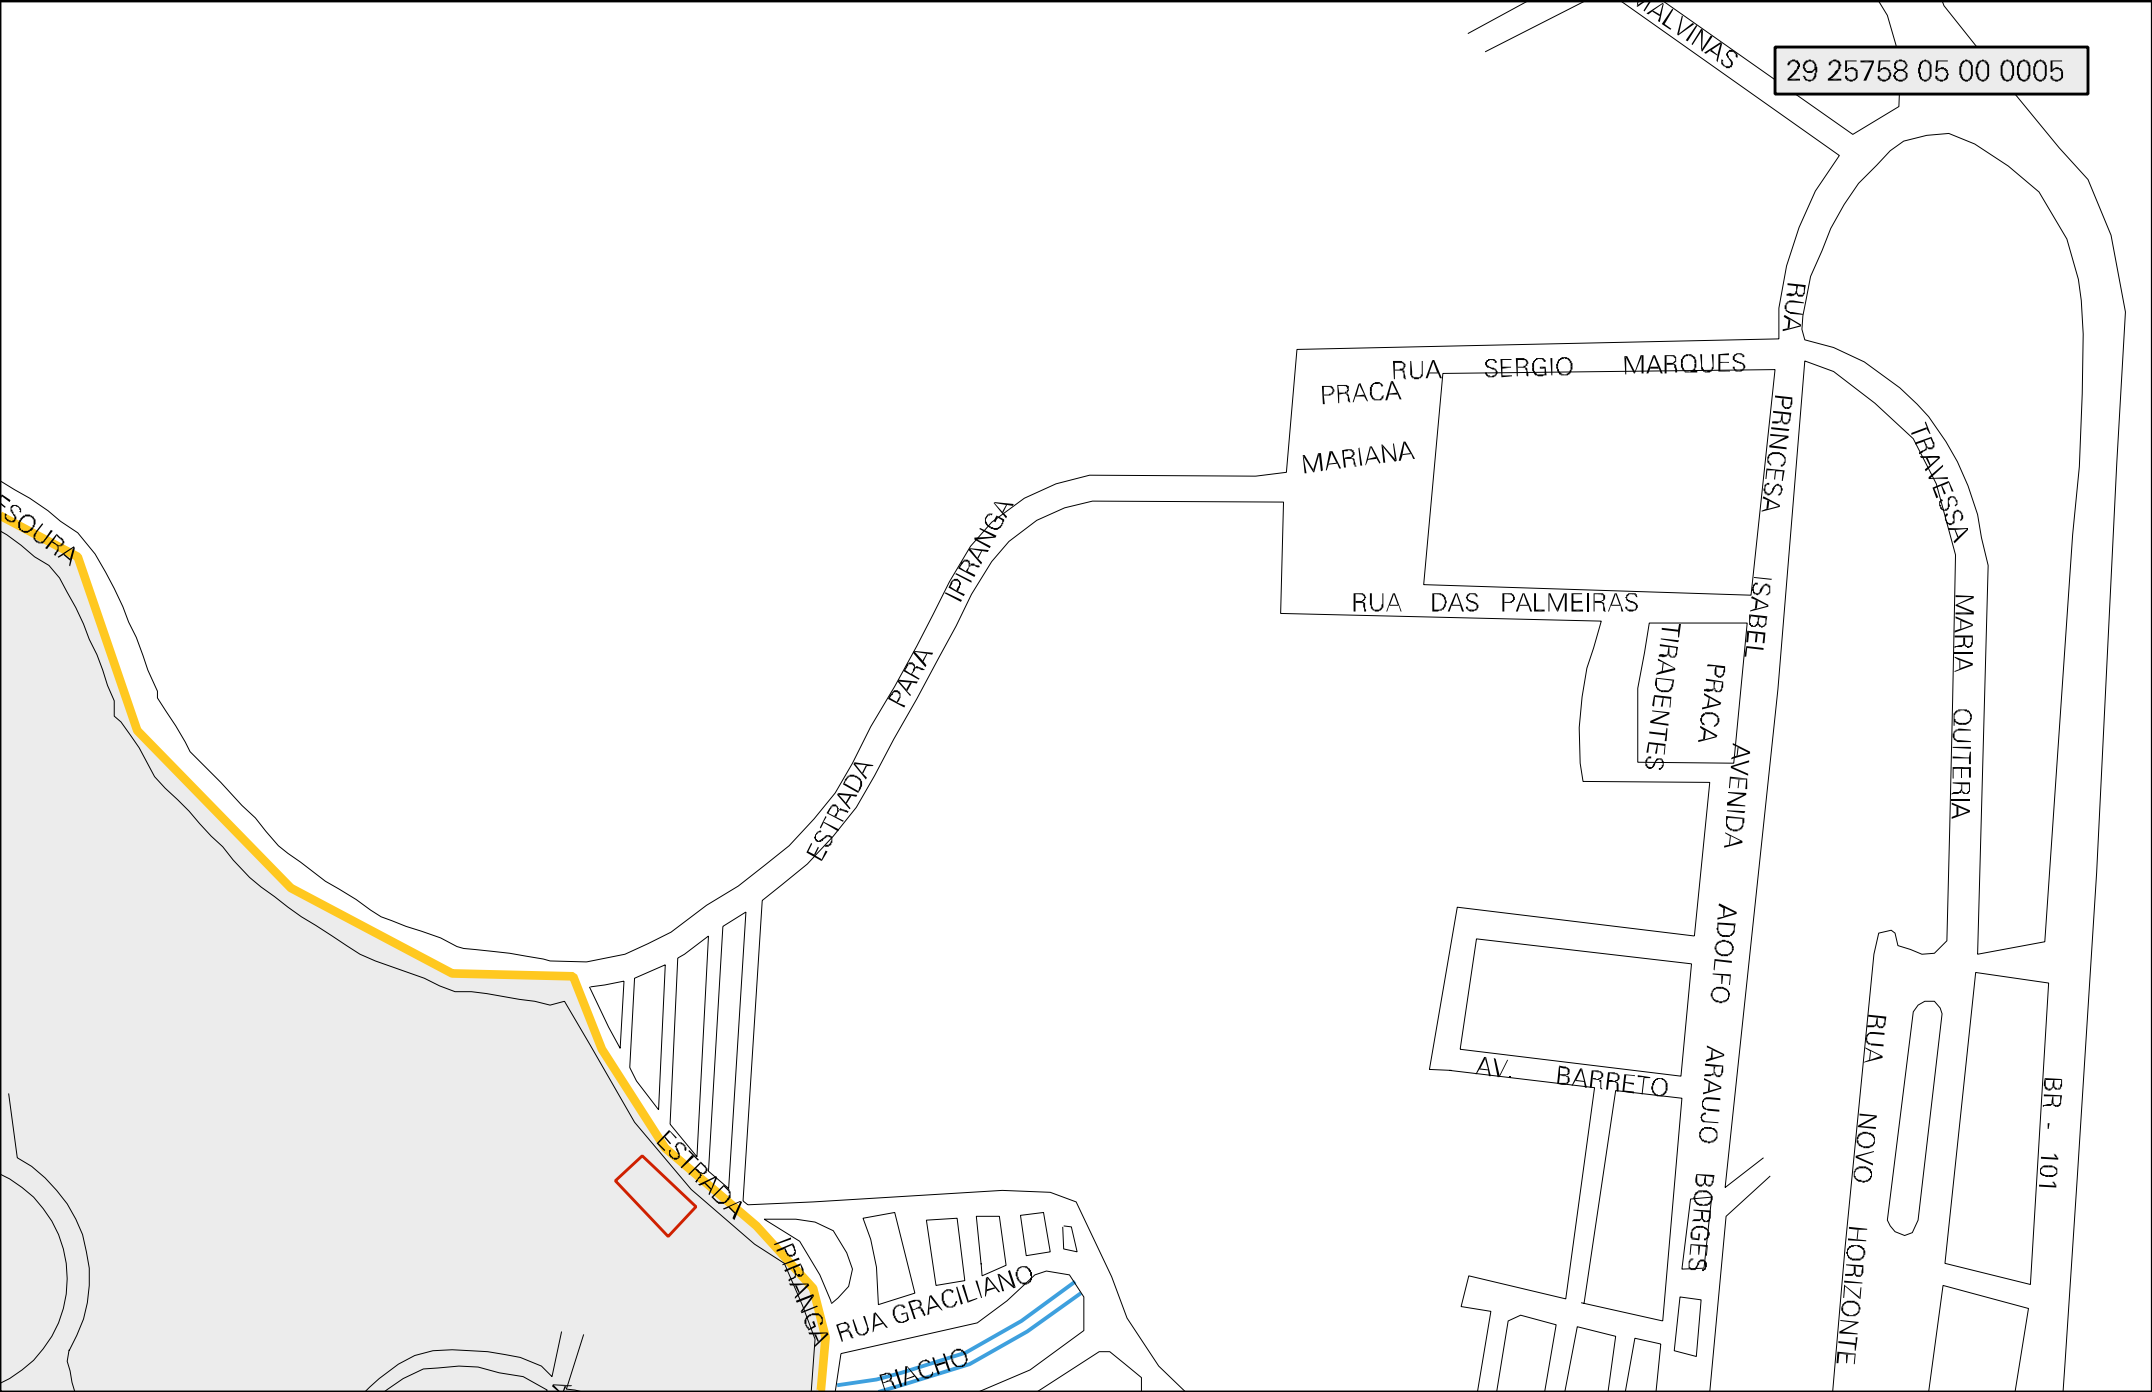 MALVINAS
29 25758 05 00 0005
RUA
RUA SERGIO MARQUES
PRACA
MARIANA
PRINCESA ISABEL
TRAVESSA MARIA QUITERIA
ESOURA
ESTRADA PARA IPIRANGA
RUA DAS PALMEIRAS
PRACA
TIRADENTES
AVENIDA ADOLFO ARAUJO BORGES
AV. BARRETO
RUA NOVO HORIZONTE
BR - 101
ESTRADA
IPIRANGA
RUA GRACILIANO
RIACHO